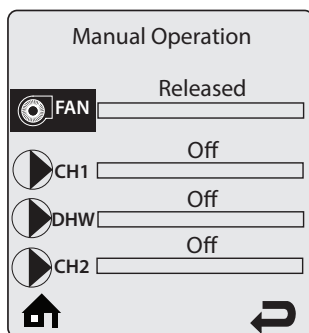 Manual Operation
Released
FAN
Off
CH1
Off
DHW
Off
CH2